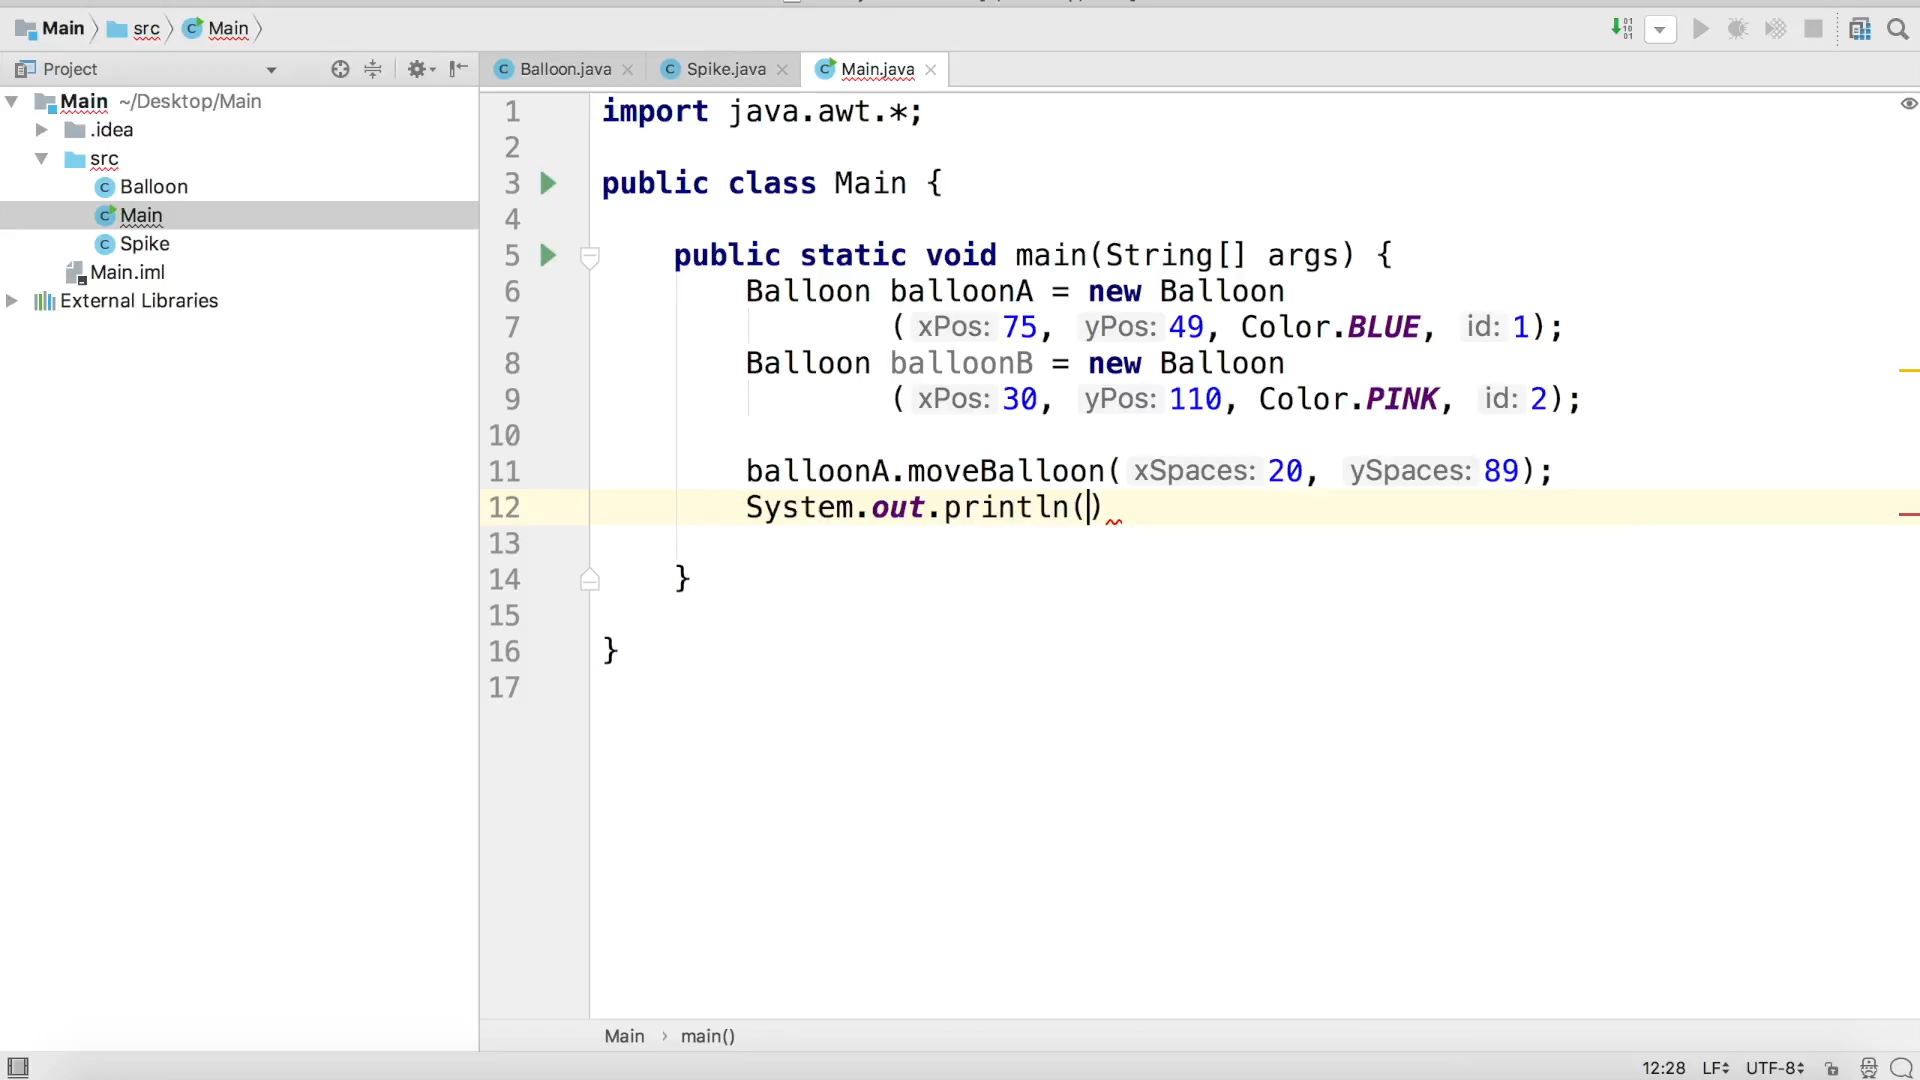 Main src Main
Project
Balloon.java Spike.java Main.java
Main ~/Desktop/Main
.idea
src
Balloon
Main
Spike
Main.iml
External Libraries
1 import java.awt.*;
2
3 public class Main {
4
5 public static void main(String[] args) {
6 Balloon balloonA = new Balloon
7 ( xPos: 75, yPos: 49, Color.BLUE, id: 1);
8 Balloon balloonB = new Balloon
9 ( xPos: 30, yPos: 110, Color.PINK, id: 2);
10
11 balloonA.moveBalloon( xSpaces: 20, ySpaces: 89);
12 System.out.println()
13
14 }
15
16 }
17
Main › main()
12:28 LF UTF-8